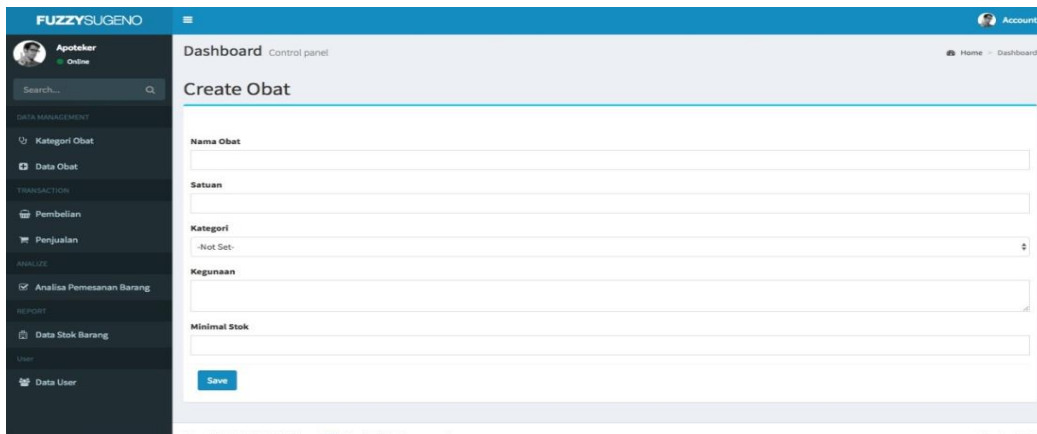 FUZZYSUGENO
Account
Apoteker
Online
Search...
DATA MANAGEMENT
Kategori Obat
Data Obat
TRANSACTION
Pembelian
Penjualan
ANALIZE
Analisa Pemesanan Barang
REPORT
Data Stok Barang
User
Data User
Dashboard Control panel
Home > Dashboard
Create Obat
Nama Obat
Satuan
Kategori
-Not Set-
Kegunaan
Minimal Stok
Save